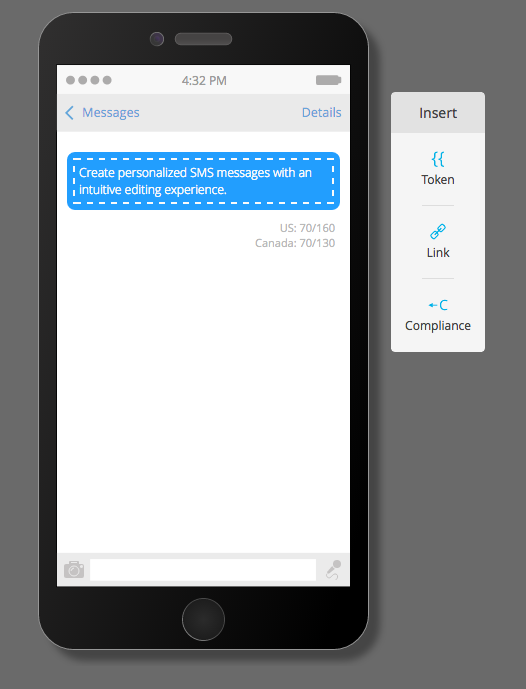 4:32 PM
Messages
Details
Create personalized SMS messages with an
intuitive editing experience.
US: 70/160
Canada: 70/130
Insert
{{
Token
Link
C
Compliance